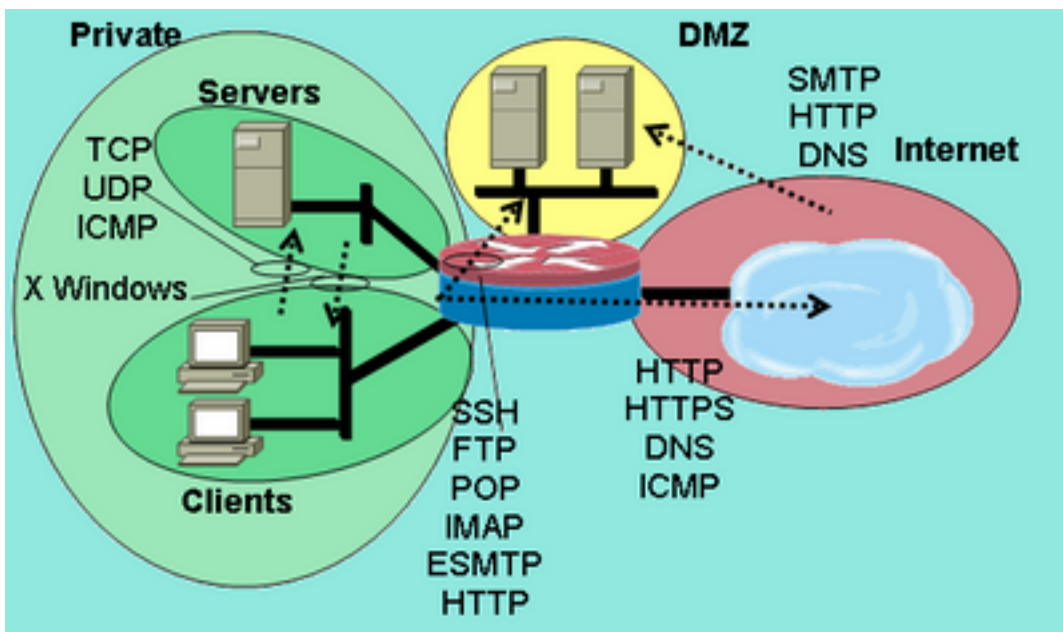 Private
DMZ
Servers
SMTP
HTTP
DNS
Internet
TCP
UDP
ICMP
X Windows
HTTP
HTTPS
DNS
ICMP
SSH
FTP
POP
IMAP
ESMTP
HTTP
Clients